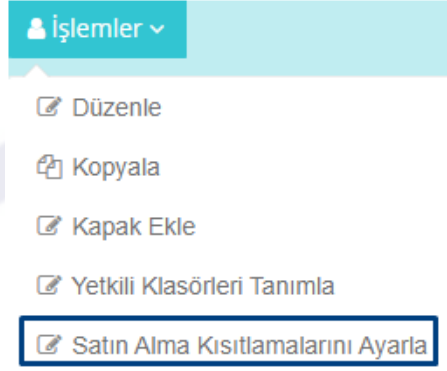 İşlemler
Düzenle
Kopyala
Kapak Ekle
Yetkili Klasörleri Tanımla
Satın Alma Kısıtlamalarını Ayarla